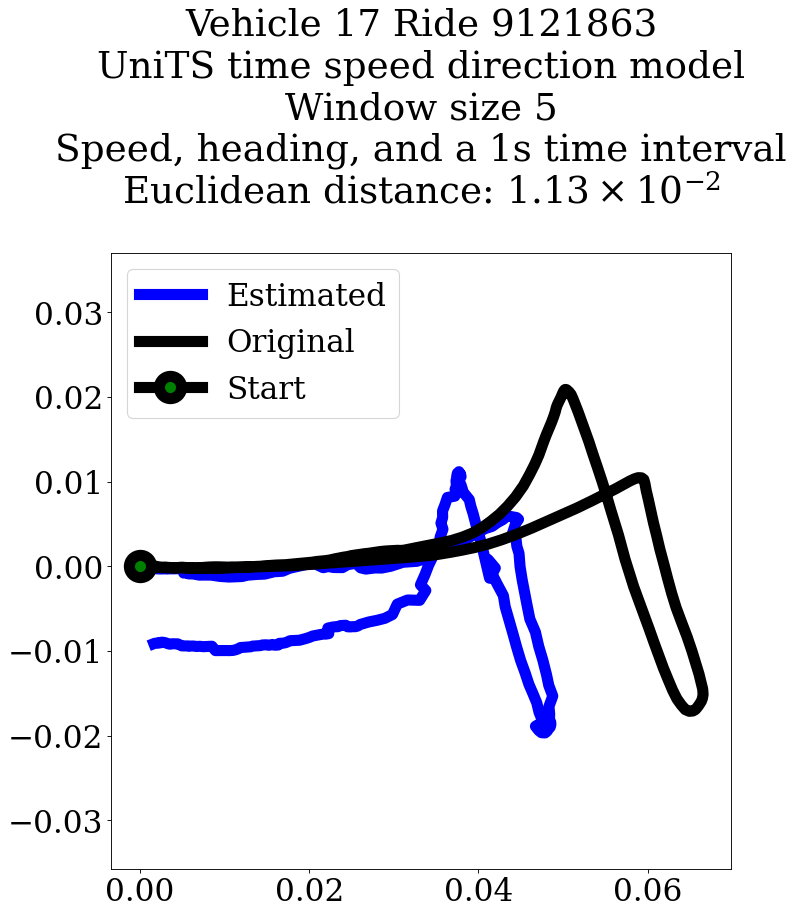 Vehicle 17 Ride 9121863
UniTS time speed direction model
Window size 5
Speed, heading, and a 1s time interval
Euclidean distance: 1.13 × 10⁻²
Estimated
Original
Start
0.03
0.02
0.01
0.00
−0.01
−0.02
−0.03
0.00 0.02 0.04 0.06